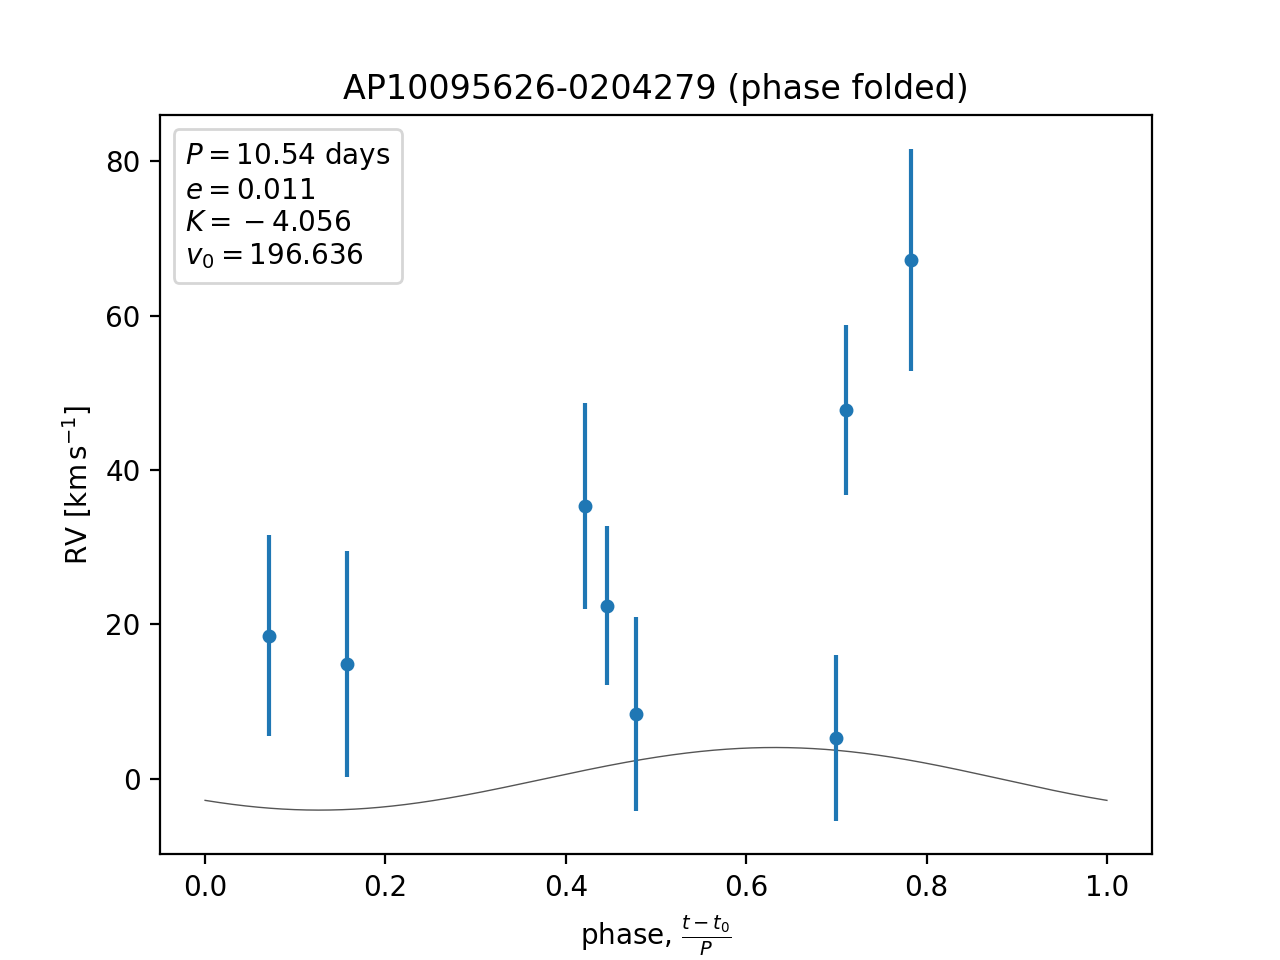 AP10095626-0204279 (phase folded)
P = 10.54 days
e = 0.011
K = −4.056
v₀ = 196.636
RV [km s⁻¹]
80
60
40
20
0
0.0 0.2 0.4 0.6 0.8 1.0
phase, (t − t₀)/P